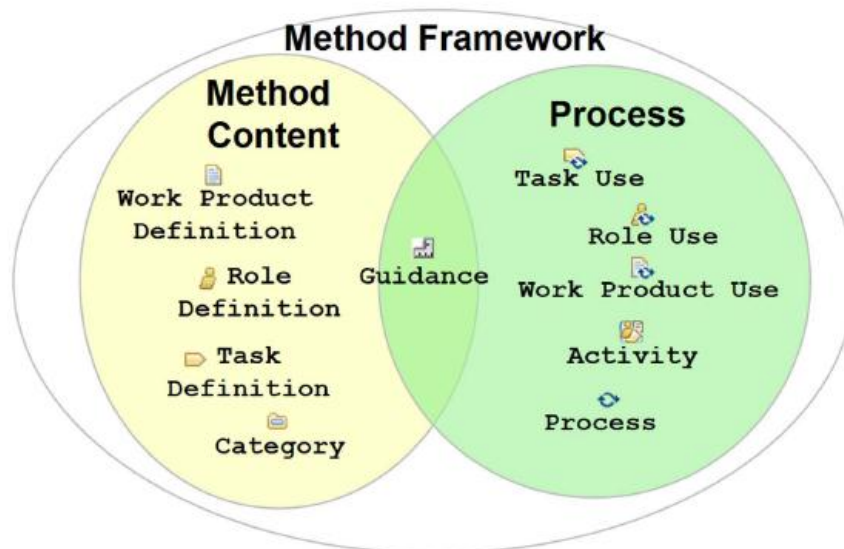 Method Framework
Method
Content
Work Product
Definition
Role
Definition
Task
Definition
Category
Guidance
Process
Task Use
Role Use
Work Product Use
Activity
Process